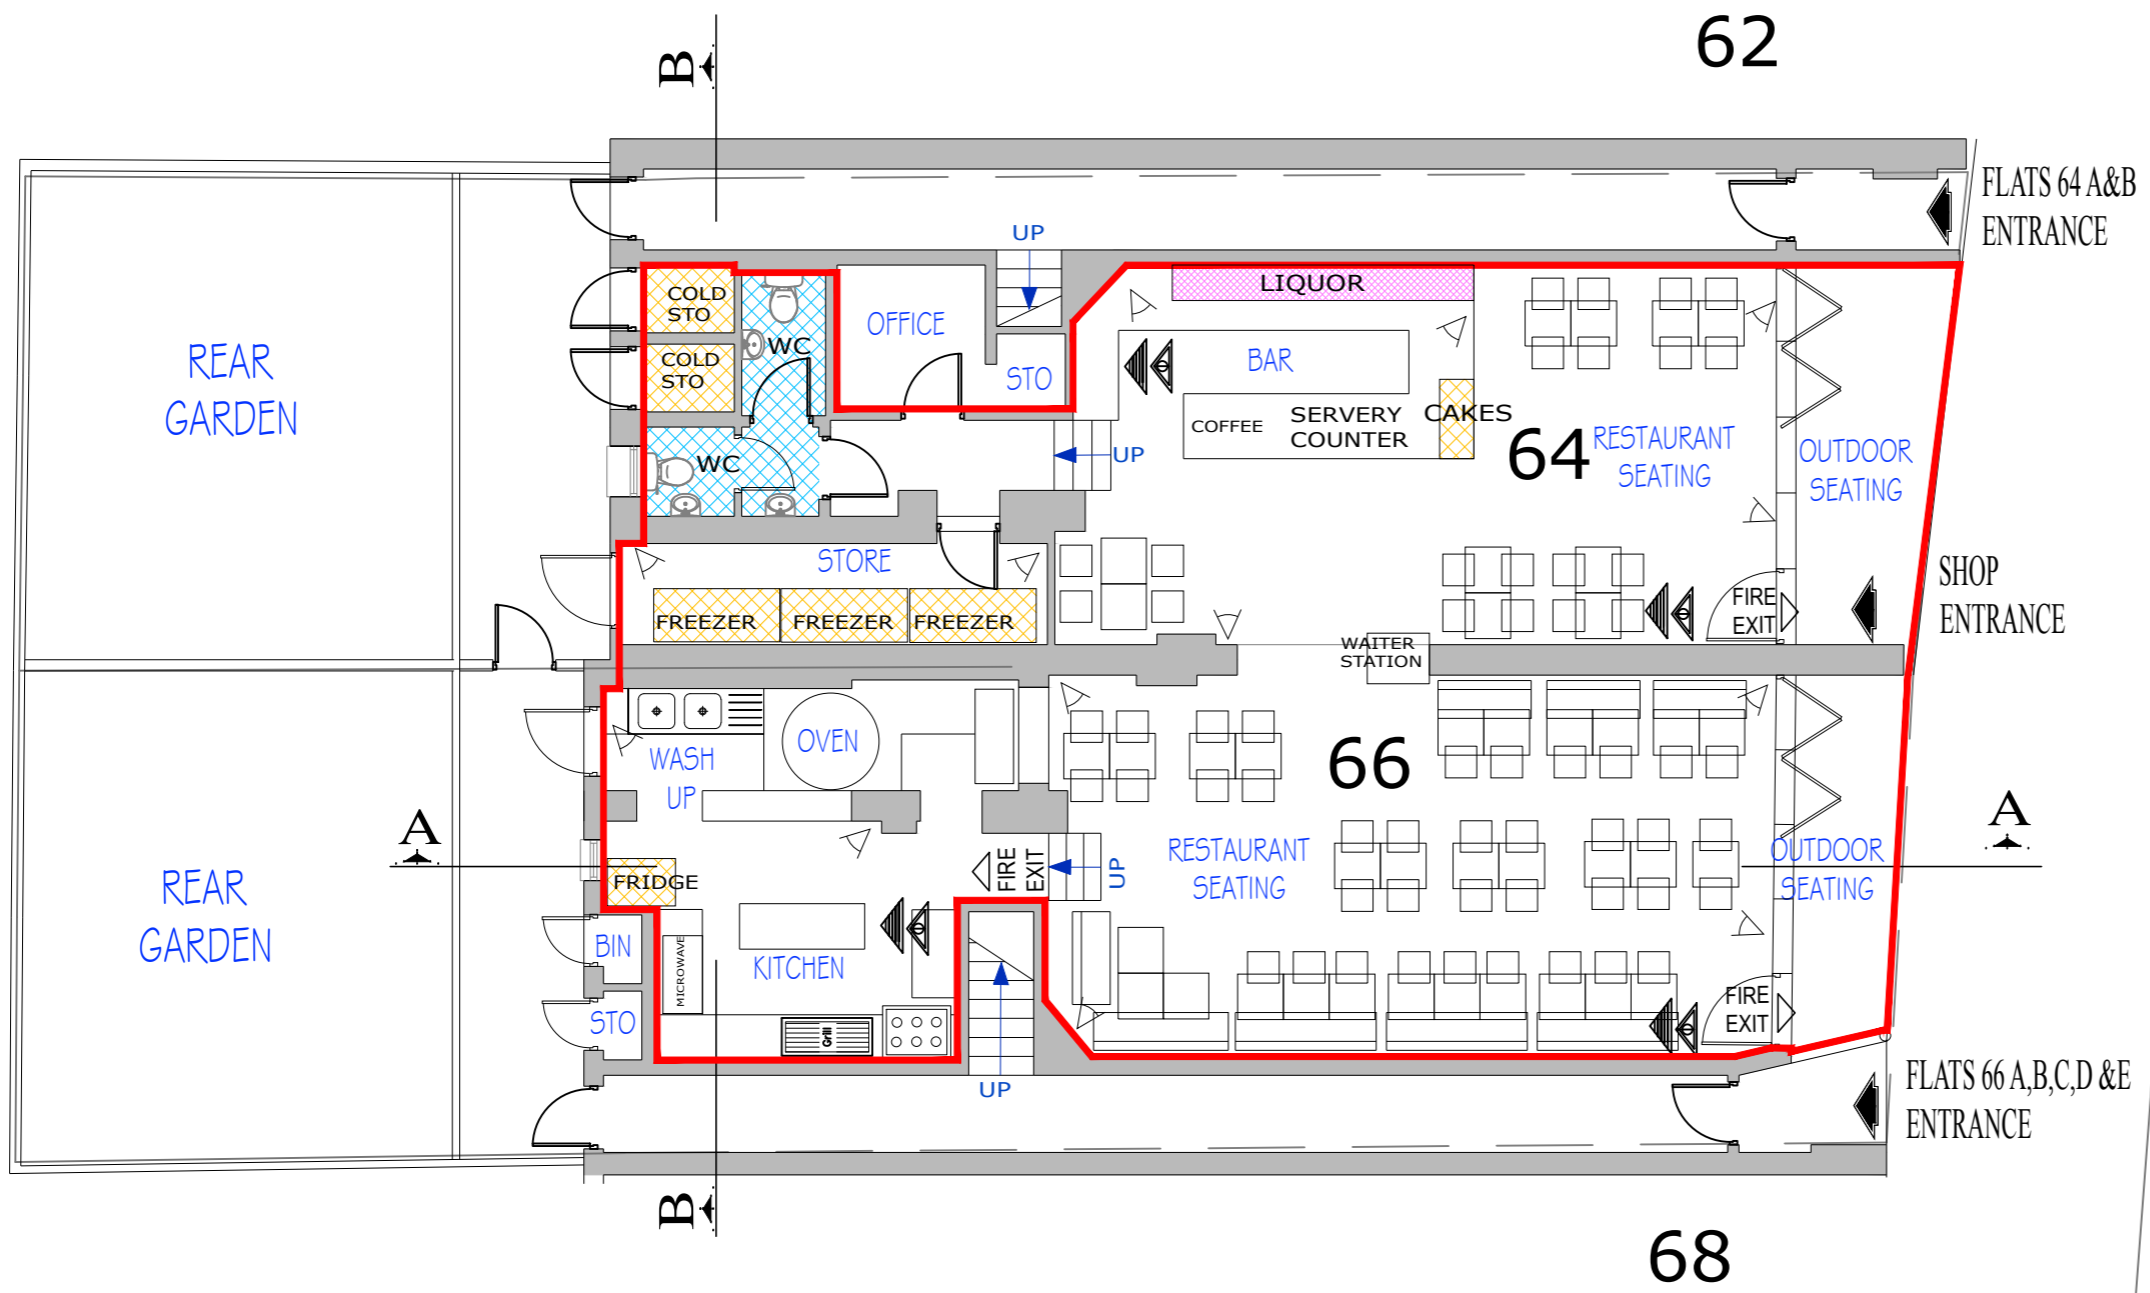 62
B
FLATS 64 A&B
ENTRANCE
UP
COLD
STO
WC
OFFICE
LIQUOR
REAR
GARDEN
COLD
STO
STO
BAR
COFFEE
SERVERY
COUNTER
CAKES
64
RESTAURANT
SEATING
OUTDOOR
SEATING
WC
UP
STORE
FREEZER
FREEZER
FREEZER
FIRE
EXIT
SHOP
ENTRANCE
WAITER
STATION
WASH
UP
OVEN
66
A
A
REAR
GARDEN
FRIDGE
FIRE
EXIT
UP
RESTAURANT
SEATING
OUTDOOR
SEATING
BIN
MICROWAVE
KITCHEN
STO
Grill
FIRE
EXIT
UP
FLATS 66 A,B,C,D &E
ENTRANCE
B
68